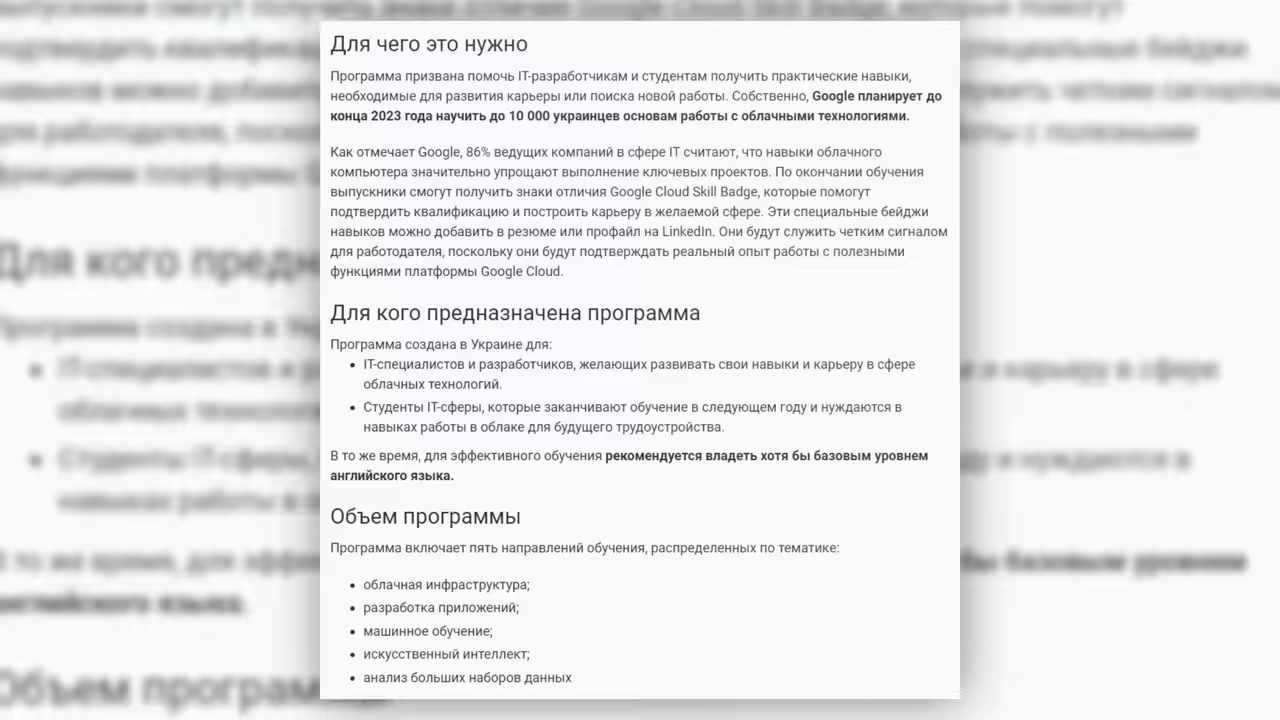 Для чего это нужно
Программа призвана помочь IT-разработчикам и студентам получить практические навыки,
необходимые для развития карьеры или поиска новой работы. Собственно, Google планирует до
конца 2023 года научить до 10 000 украинцев основам работы с облачными технологиями.
Как отмечает Google, 86% ведущих компаний в сфере IT считают, что навыки облачного
компьютера значительно упрощают выполнение ключевых проектов. По окончании обучения
выпускники смогут получить знаки отличия Google Cloud Skill Badge, которые помогут
подтвердить квалификацию и построить карьеру в желаемой сфере. Эти специальные бейджи
навыков можно добавить в резюме или профайл на LinkedIn. Они будут служить четким сигналом
для работодателя, поскольку они будут подтверждать реальный опыт работы с полезными
функциями платформы Google Cloud.
Для кого предназначена программа
Программа создана в Украине для:
• IT-специалистов и разработчиков, желающих развивать свои навыки и карьеру в сфере
облачных технологий.
• Студенты IT-сферы, которые заканчивают обучение в следующем году и нуждаются в
навыках работы в облаке для будущего трудоустройства.
В то же время, для эффективного обучения рекомендуется владеть хотя бы базовым уровнем
английского языка.
Объем программы
Программа включает пять направлений обучения, распределенных по тематике:
• облачная инфраструктура;
• разработка приложений;
• машинное обучение;
• искусственный интеллект;
• анализ больших наборов данных